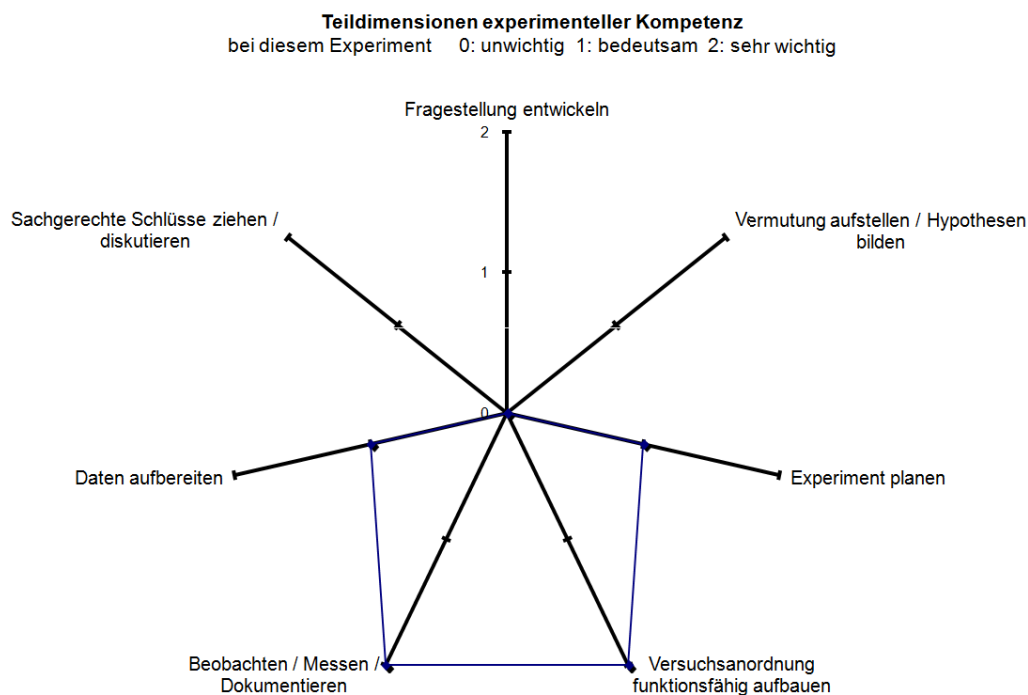 Teildimensionen experimenteller Kompetenz
bei diesem Experiment 0: unwichtig 1: bedeutsam 2: sehr wichtig
Fragestellung entwickeln
2
Sachgerechte Schlüsse ziehen /
diskutieren
Vermutung aufstellen / Hypothesen
bilden
1
0
Daten aufbereiten
Experiment planen
Beobachten / Messen /
Dokumentieren
Versuchsanordnung
funktionsfähig aufbauen